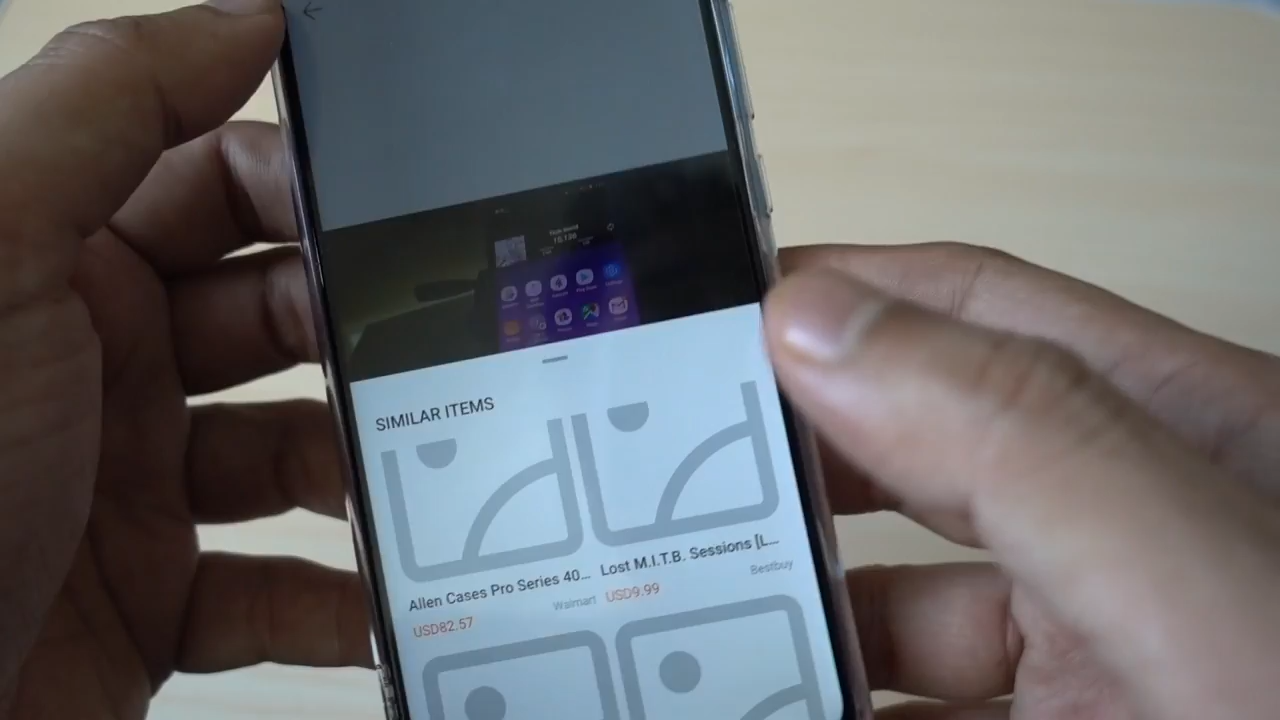 SIMILAR ITEMS
Allen Cases Pro Series 40...
Lost M.I.T.B. Sessions [L...
Walmart
Bestbuy
USD82.57
USD9.99